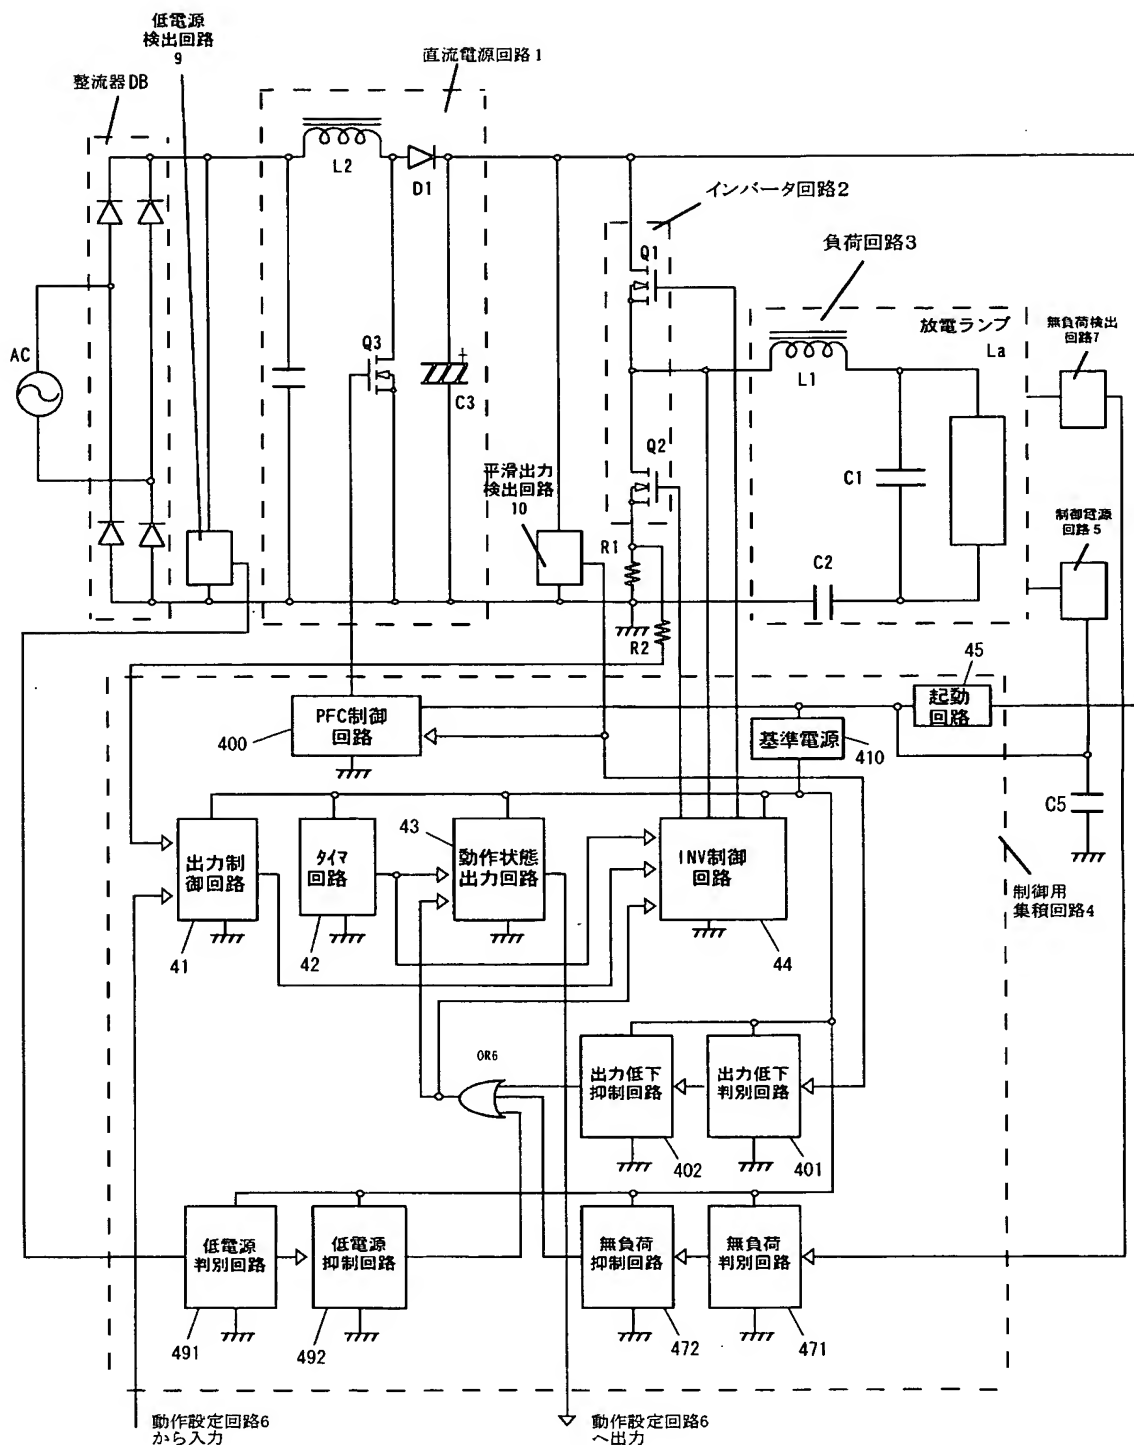 低電源
検出回路
9
整流器DB
直流電源回路1
L2
D1
インバータ回路2
Q1
負荷回路3
放電ランプ
La
無負荷検出
回路7
AC
Q3
C3
L1
Q2
C1
平滑出力
検出回路
10
制御電源
回路5
R1
C2
R2
45
起動
回路
PFC制御
回路
400
基準電源
410
C5
43
出力制
御回路
タイマ
回路
動作状態
出力回路
INV制御
回路
制御用
集積回路4
41
42
44
OR6
出力低下
抑制回路
出力低下
判別回路
402
401
低電源
判別回路
低電源
抑制回路
無負荷
抑制回路
無負荷
判別回路
491
492
472
471
動作設定回路6
から入力
動作設定回路6
へ出力